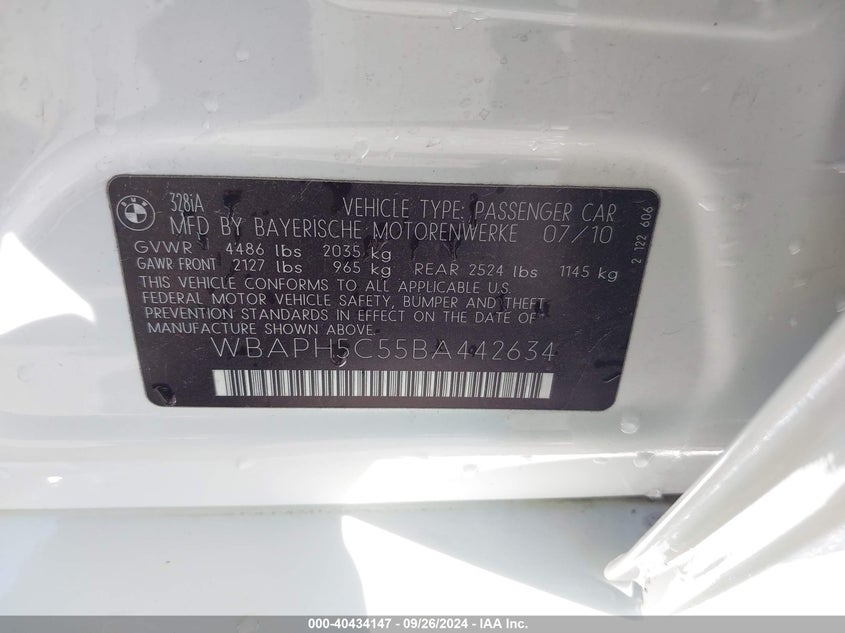 BMW
328iA VEHICLE TYPE: PASSENGER CAR
MFD BY BAYERISCHE MOTORENWERKE 07/10
GVWR 4486 lbs 2035 kg
GAWR FRONT 2127 lbs 965 kg REAR 2524 lbs 1145 kg
THIS VEHICLE CONFORMS TO ALL APPLICABLE U.S.
FEDERAL MOTOR VEHICLE SAFETY, BUMPER AND THEFT
PREVENTION STANDARDS IN EFFECT ON THE DATE OF
MANUFACTURE SHOWN ABOVE.
WBAPH5C55BA442634
2 122 606
000-40434147 - 09/26/2024 - IAA Inc.